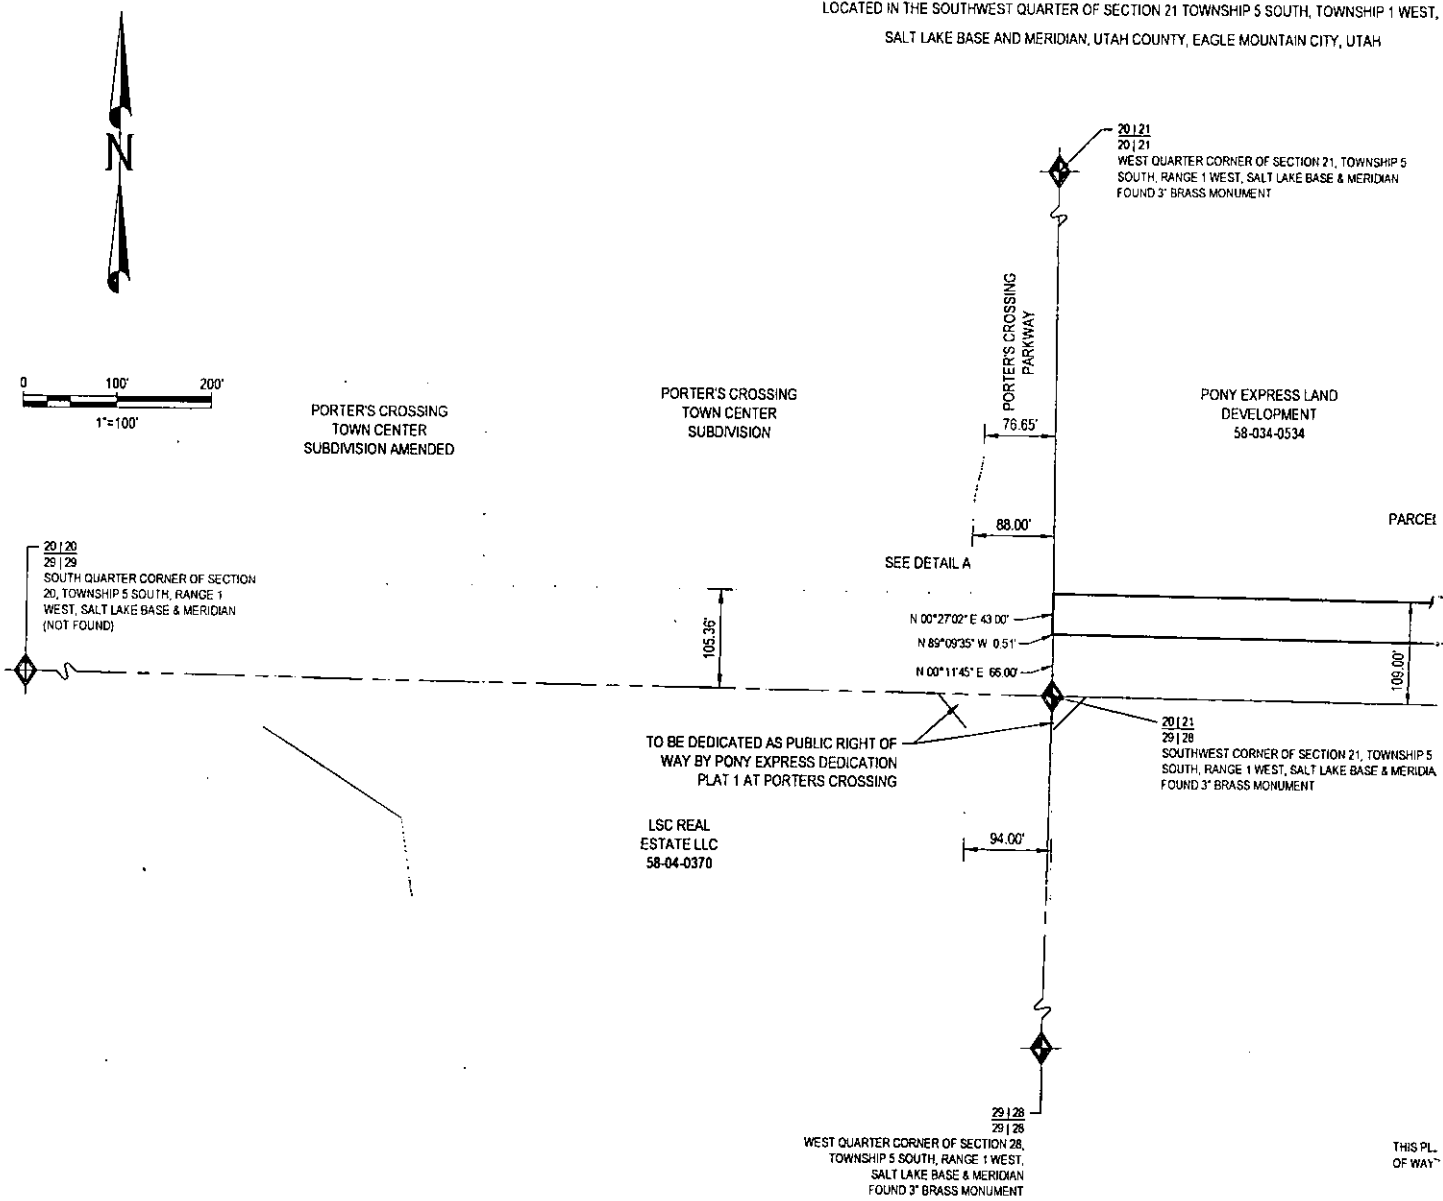 LOCATED IN THE SOUTHWEST QUARTER OF SECTION 21 TOWNSHIP 5 SOUTH, TOWNSHIP 1 WEST,
SALT LAKE BASE AND MERIDIAN, UTAH COUNTY, EAGLE MOUNTAIN CITY, UTAH
N
20 | 21
20 | 21
WEST QUARTER CORNER OF SECTION 21, TOWNSHIP 5
SOUTH, RANGE 1 WEST, SALT LAKE BASE & MERIDIAN
FOUND 3" BRASS MONUMENT
PORTER'S CROSSING
PARKWAY
0 100' 200'
1"=100'
PORTER'S CROSSING
TOWN CENTER
SUBDIVISION AMENDED
PORTER'S CROSSING
TOWN CENTER
SUBDIVISION
76.65'
PONY EXPRESS LAND
DEVELOPMENT
58-034-0534
88.00'
PARCEL
SEE DETAIL A
20 | 20
29 | 29
SOUTH QUARTER CORNER OF SECTION
20, TOWNSHIP 5 SOUTH, RANGE 1
WEST, SALT LAKE BASE & MERIDIAN
(NOT FOUND)
105.36'
N 00°27'02" E 43.00'
N 89°09'35" W 0.51'
N 00°11'45" E 66.00'
109.00'
20 | 21
29 | 28
SOUTHWEST CORNER OF SECTION 21, TOWNSHIP 5
SOUTH, RANGE 1 WEST, SALT LAKE BASE & MERIDIA
FOUND 3" BRASS MONUMENT
TO BE DEDICATED AS PUBLIC RIGHT OF
WAY BY PONY EXPRESS DEDICATION
PLAT 1 AT PORTERS CROSSING
LSC REAL
ESTATE LLC
58-04-0370
94.00'
29 | 28
29 | 28
WEST QUARTER CORNER OF SECTION 28,
TOWNSHIP 5 SOUTH, RANGE 1 WEST,
SALT LAKE BASE & MERIDIAN
FOUND 3" BRASS MONUMENT
THIS PL
OF WAY